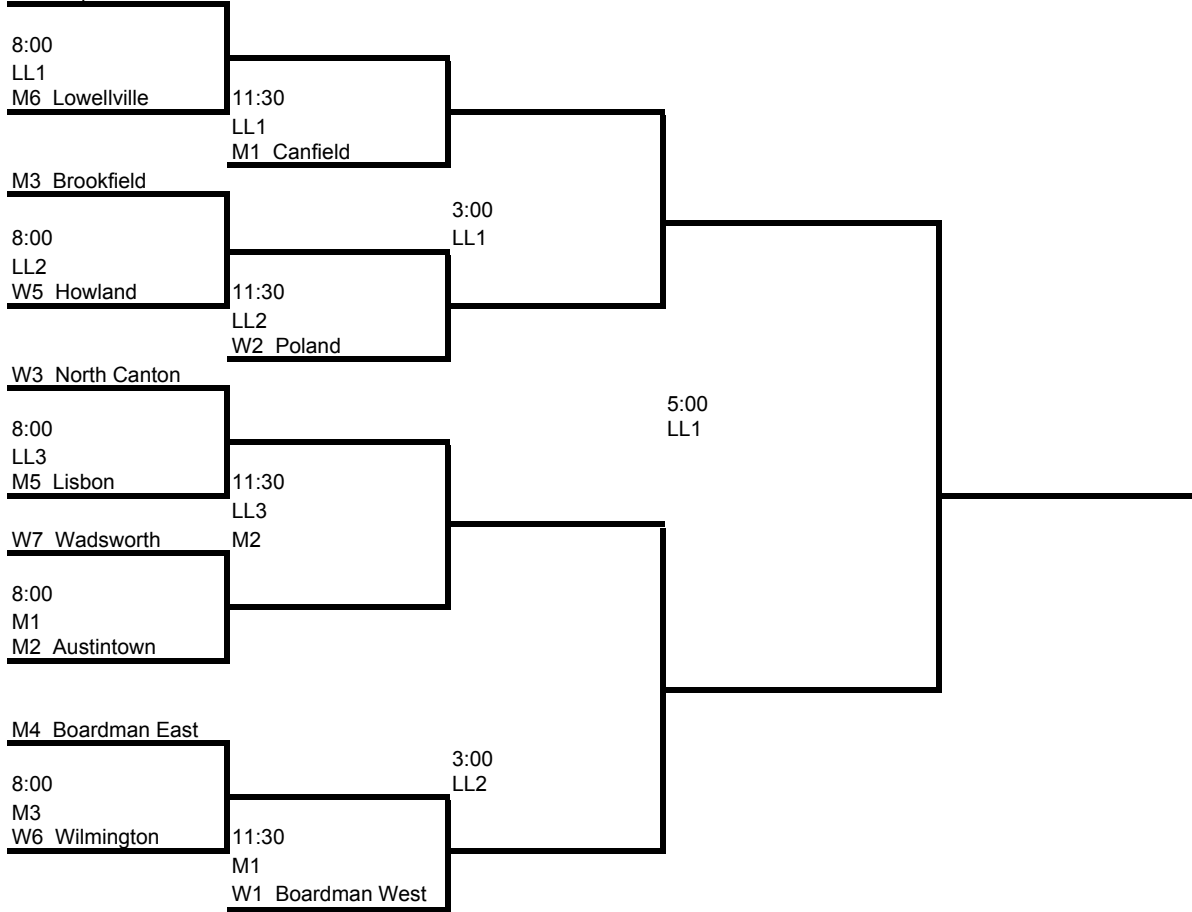 8:00
LL1
M6 Lowellville
11:30
LL1
M1 Canfield
M3 Brookfield
3:00
LL1
8:00
LL2
W5 Howland
11:30
LL2
W2 Poland
W3 North Canton
5:00
LL1
8:00
LL3
M5 Lisbon
11:30
LL3
M2
W7 Wadsworth
8:00
M1
M2 Austintown
M4 Boardman East
3:00
LL2
8:00
M3
W6 Wilmington
11:30
M1
W1 Boardman West